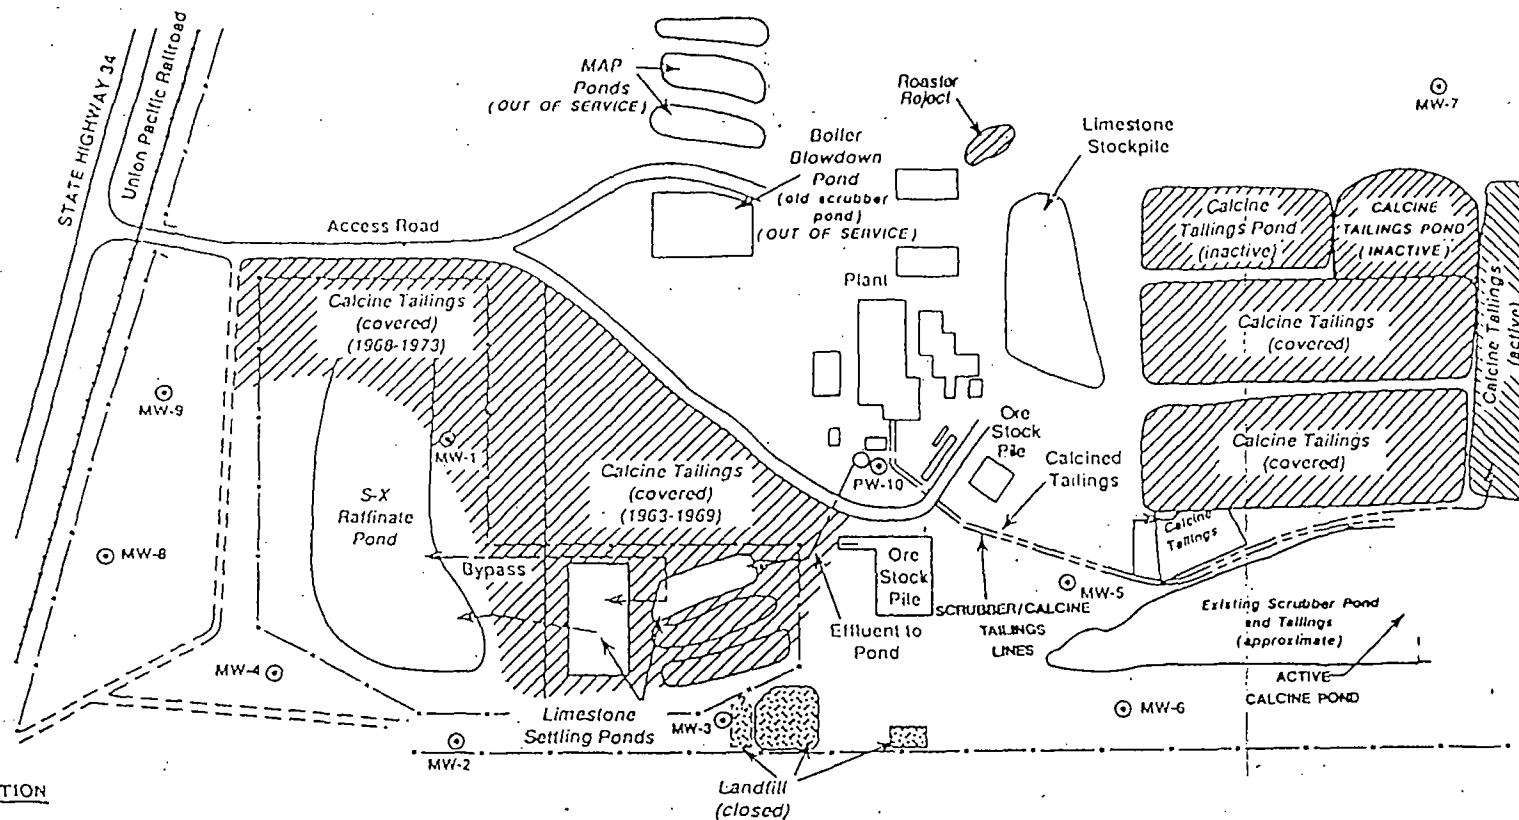 STATE HIGHWAY 34
Union Pacific Railroad
MAP
Ponds
(OUT OF SERVICE)
Roaster
Reject
Boiler
Blowdown
Pond
(old scrubber
pond)
(OUT OF SERVICE)
Limestone
Stockpile
MW-7
Access Road
Plant
Calcine
Tailings Pond
(inactive)
CALCINE
TAILINGS POND
(INACTIVE)
Calcine Tailings
(active)
Calcine Tailings
(covered)
(1968-1973)
Calcine Tailings
(covered)
MW-9
MW-1
Ore
Stock
Pile
Calcine Tailings
(covered)
Calcined
Tailings
PW-10
Calcine Tailings
(covered)
(1963-1969)
S-X
Raffinate
Pond
Calcine
Tailings
MW-8
Bypass
Ore
Stock
Pile
MW-5
SCRUBBER/CALCINE
TAILINGS
LINES
Existing Scrubber Pond
and Tailings
(approximate)
Effluent to
Pond
MW-4
ACTIVE
CALCINE POND
MW-6
Limestone
Settling Ponds
MW-3
MW-2
Landfill
(closed)
TION